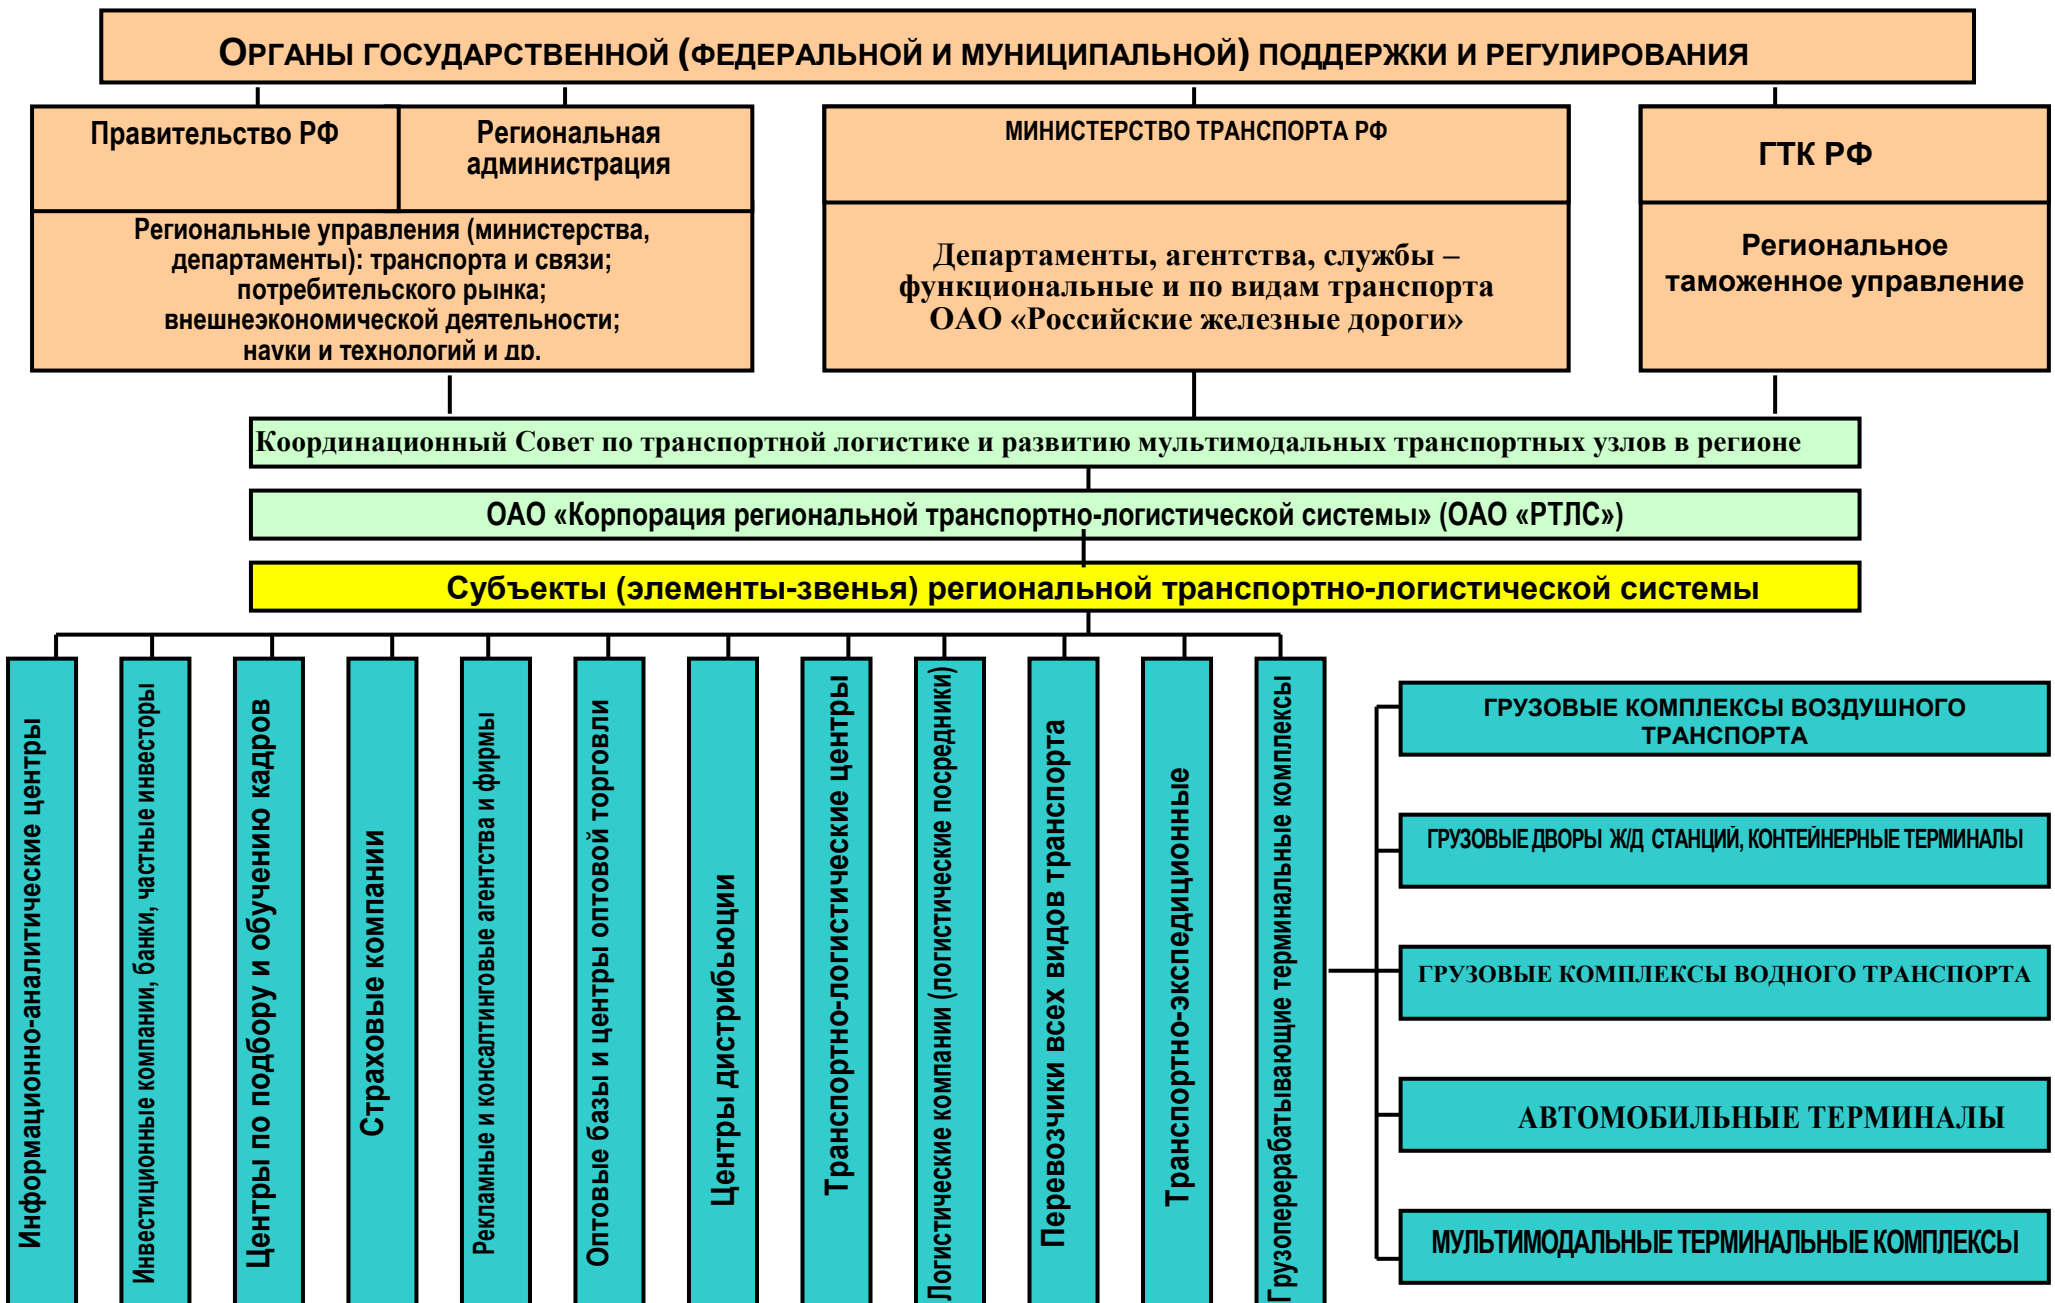 ОРГАНЫ ГОСУДАРСТВЕННОЙ (ФЕДЕРАЛЬНОЙ И МУНИЦИПАЛЬНОЙ) ПОДДЕРЖКИ И РЕГУЛИРОВАНИЯ
Правительство РФ
Региональная
администрация
Региональные управления (министерства,
департаменты): транспорта и связи;
потребительского рынка;
внешнеэкономической деятельности;
науки и технологий и др.
МИНИСТЕРСТВО ТРАНСПОРТА РФ
Департаменты, агентства, службы –
функциональные и по видам транспорта
ОАО «Российские железные дороги»
ГТК РФ
Региональное
таможенное управление
Координационный Совет по транспортной логистике и развитию мультимодальных транспортных узлов в регионе
ОАО «Корпорация региональной транспортно-логистической системы» (ОАО «РТЛС»)
Субъекты (элементы-звенья) региональной транспортно-логистической системы
Информационно-аналитические центры
Инвестиционные компании, банки, частные инвесторы
Центры по подбору и обучению кадров
Страховые компании
Рекламные и консалтинговые агентства и фирмы
Оптовые базы и центры оптовой торговли
Центры дистрибьюции
Транспортно-логистические центры
Логистические компании (логистические посредники)
Перевозчики всех видов транспорта
Транспортно-экспедиционные
Грузоперерабатывающие терминальные комплексы
ГРУЗОВЫЕ КОМПЛЕКСЫ ВОЗДУШНОГО
ТРАНСПОРТА
ГРУЗОВЫЕ ДВОРЫ Ж/Д СТАНЦИЙ, КОНТЕЙНЕРНЫЕ ТЕРМИНАЛЫ
ГРУЗОВЫЕ КОМПЛЕКСЫ ВОДНОГО ТРАНСПОРТА
АВТОМОБИЛЬНЫЕ ТЕРМИНАЛЫ
МУЛЬТИМОДАЛЬНЫЕ ТЕРМИНАЛЬНЫЕ КОМПЛЕКСЫ